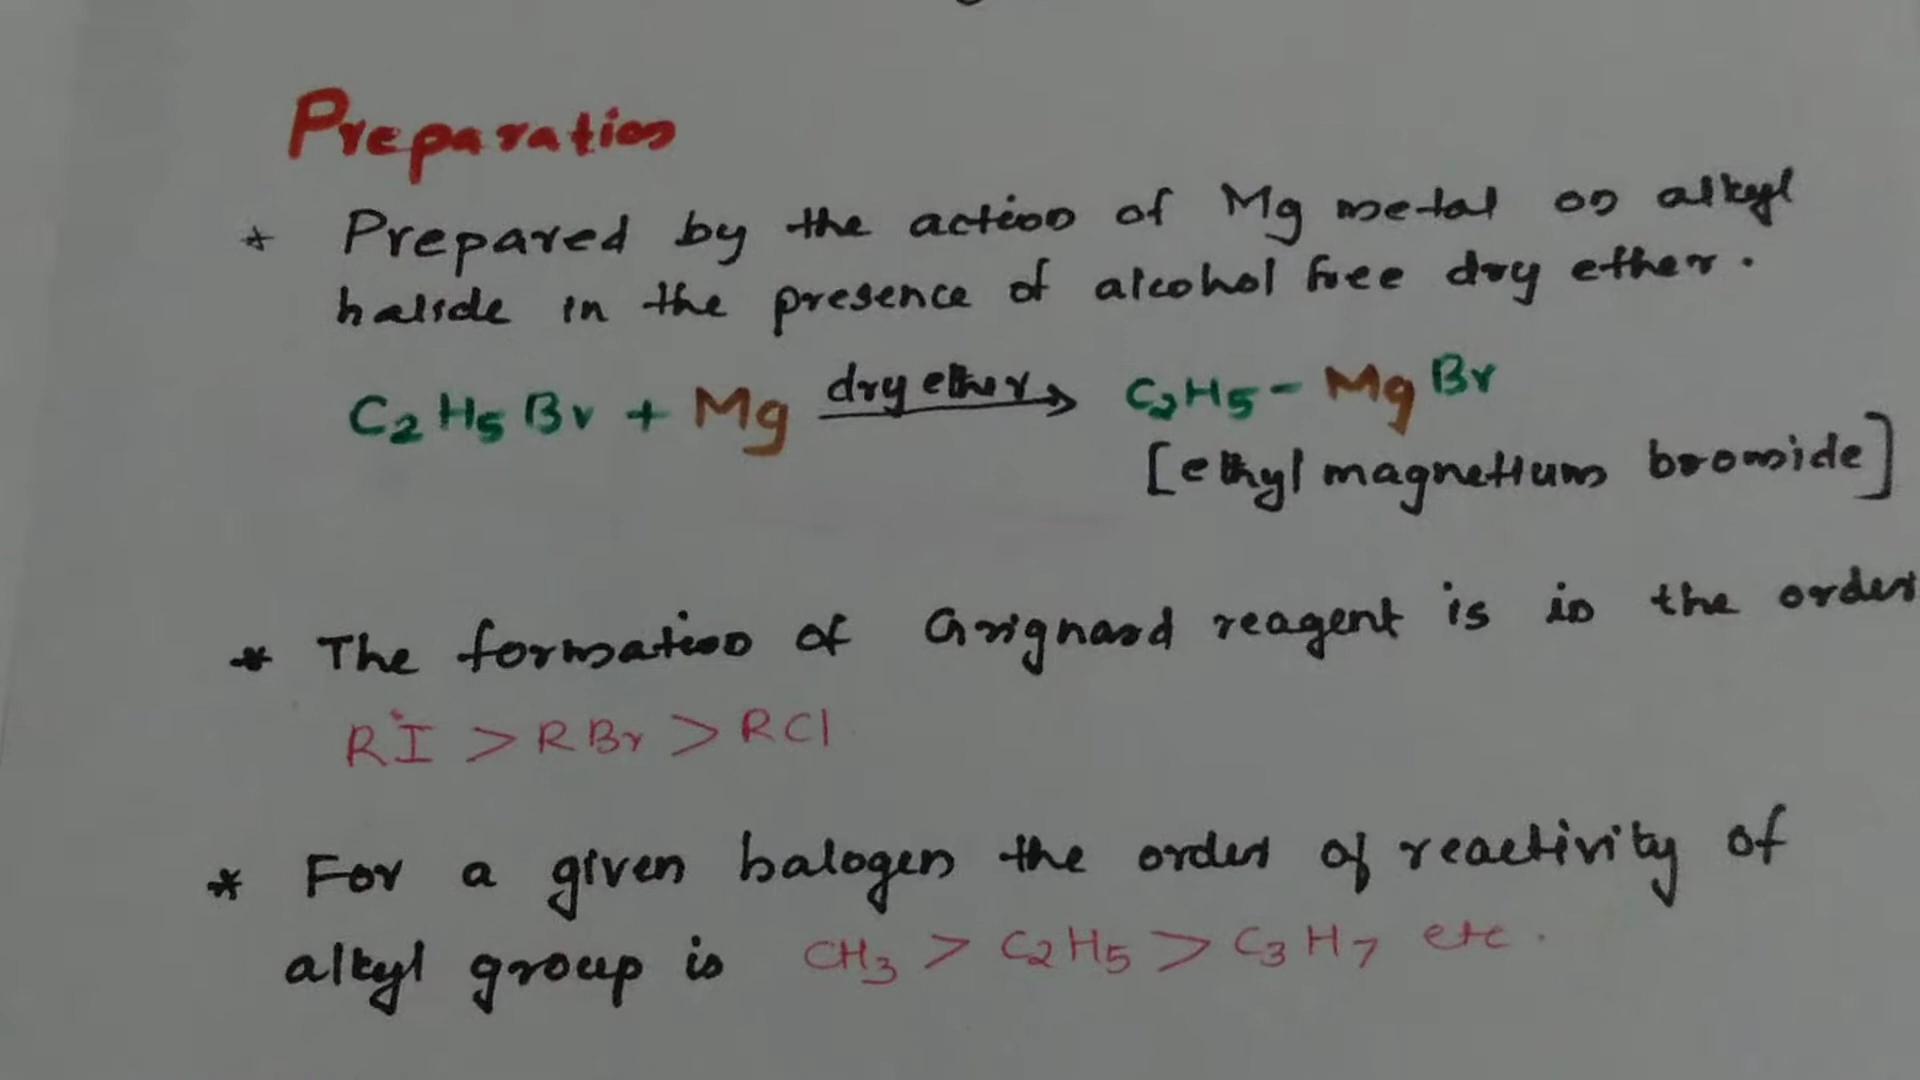 Preparation
* Prepared by the action of Mg metal on alkyl
halide in the presence of alcohol free dry ether.
C2H5Br + Mg dry ether→ C2H5-MgBr
[ethyl magnetium bromide]
* The formation of Grignard reagent is in the order
RI > RBr > RCl
* For a given halogen the order of reactivity of
alkyl group is CH3 > C2H5 > C3H7 etc.